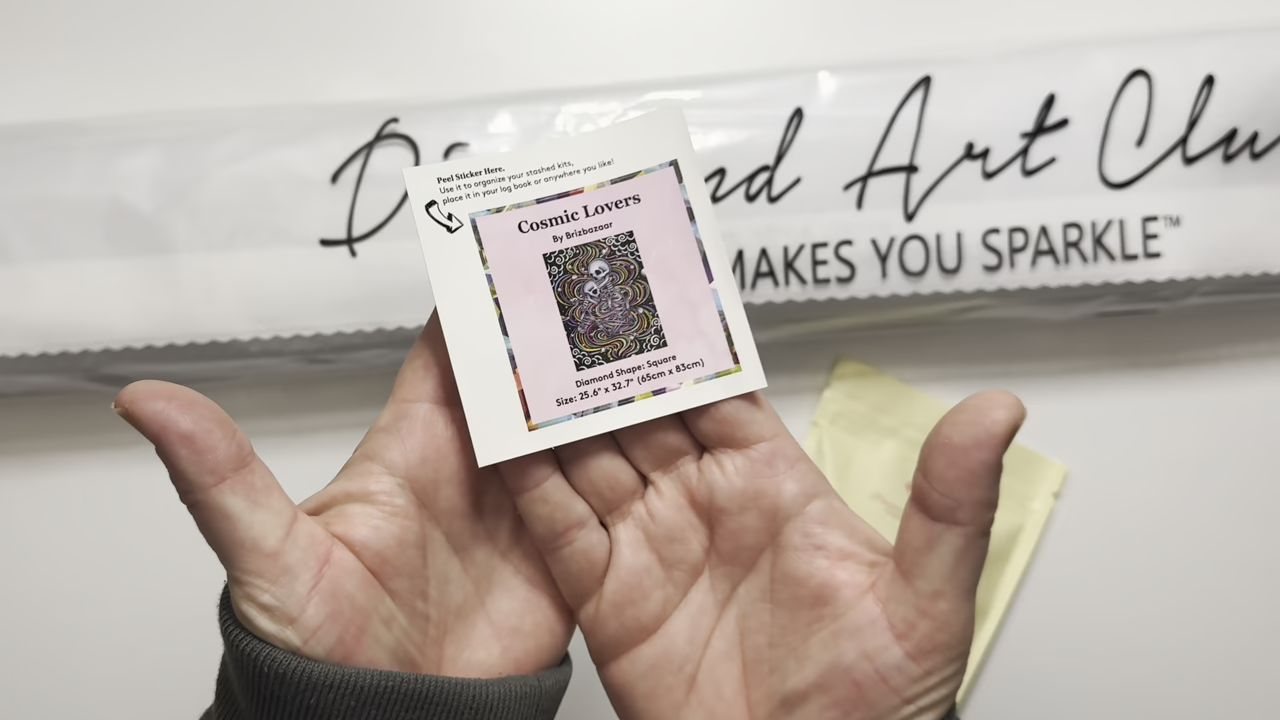 Art Clu
MAKES YOU SPARKLE™
Peel Sticker Here.
Use it to organize your stashed kits,
place it in your log book or anywhere you like!
Cosmic Lovers
By Brizbazaar
Diamond Shape: Square
Size: 25.6" x 32.7" (65cm x 83cm)